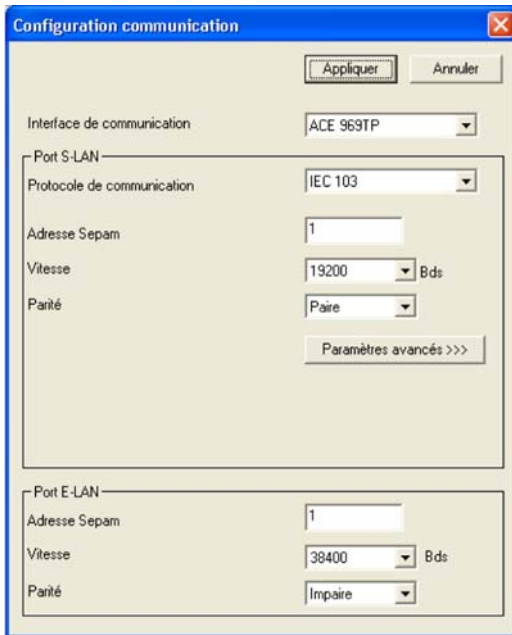 Configuration communication
Appliquer Annuler
Interface de communication ACE 969TP
Port S-LAN
Protocole de communication IEC 103
Adresse Sepam 1
Vitesse 19200 Bds
Parité Paire
Paramètres avancés >>>
Port E-LAN
Adresse Sepam 1
Vitesse 38400 Bds
Parité Impaire